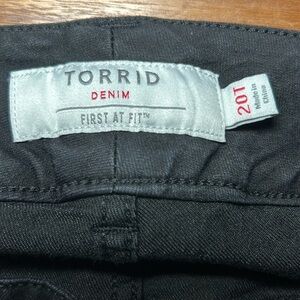 TORRID
DENIM
FIRST AT FIT™
20T
Made in
China